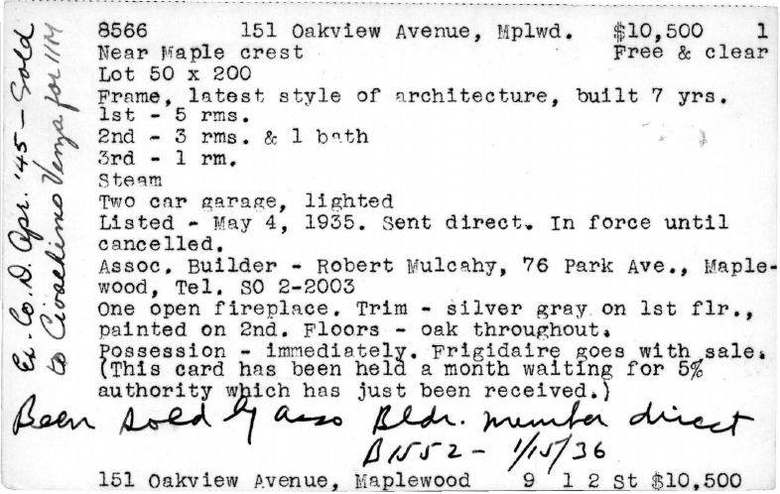 8566 151 Oakview Avenue, Mplwd. $10,500 1
Near Maple crest Free & clear
Lot 50 x 200
Frame, latest style of architecture, built 7 yrs.
1st - 5 rms.
2nd - 3 rms. & 1 bath
3rd - 1 rm.
Steam
Two car garage, lighted
Listed - May 4, 1935. Sent direct. In force until
cancelled.
Assoc. Builder - Robert Mulcahy, 76 Park Ave., Maple-
wood, Tel. SO 2-2003
One open fireplace. Trim - silver gray on 1st flr.,
painted on 2nd. Floors - oak throughout.
Possession - immediately. Frigidaire goes with sale.
(This card has been held a month waiting for 5%
authority which has just been received.)
Been sold by asso Bldr. member direct
B1552 - 1/15/36
151 Oakview Avenue, Maplewood 9 1 2 St $10,500
Apr. '45 - Sold
to Venza for 11M